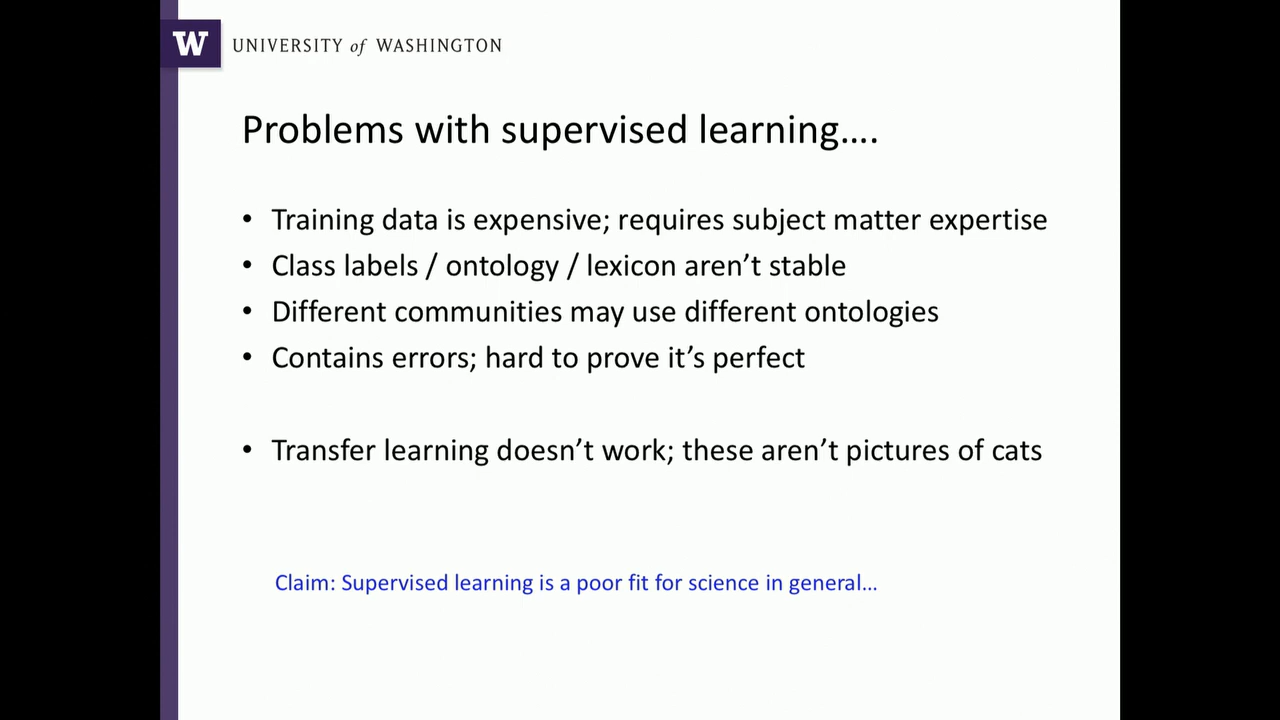 W
UNIVERSITY of WASHINGTON
Problems with supervised learning….
• Training data is expensive; requires subject matter expertise
• Class labels / ontology / lexicon aren’t stable
• Different communities may use different ontologies
• Contains errors; hard to prove it’s perfect
• Transfer learning doesn’t work; these aren’t pictures of cats
Claim: Supervised learning is a poor fit for science in general…